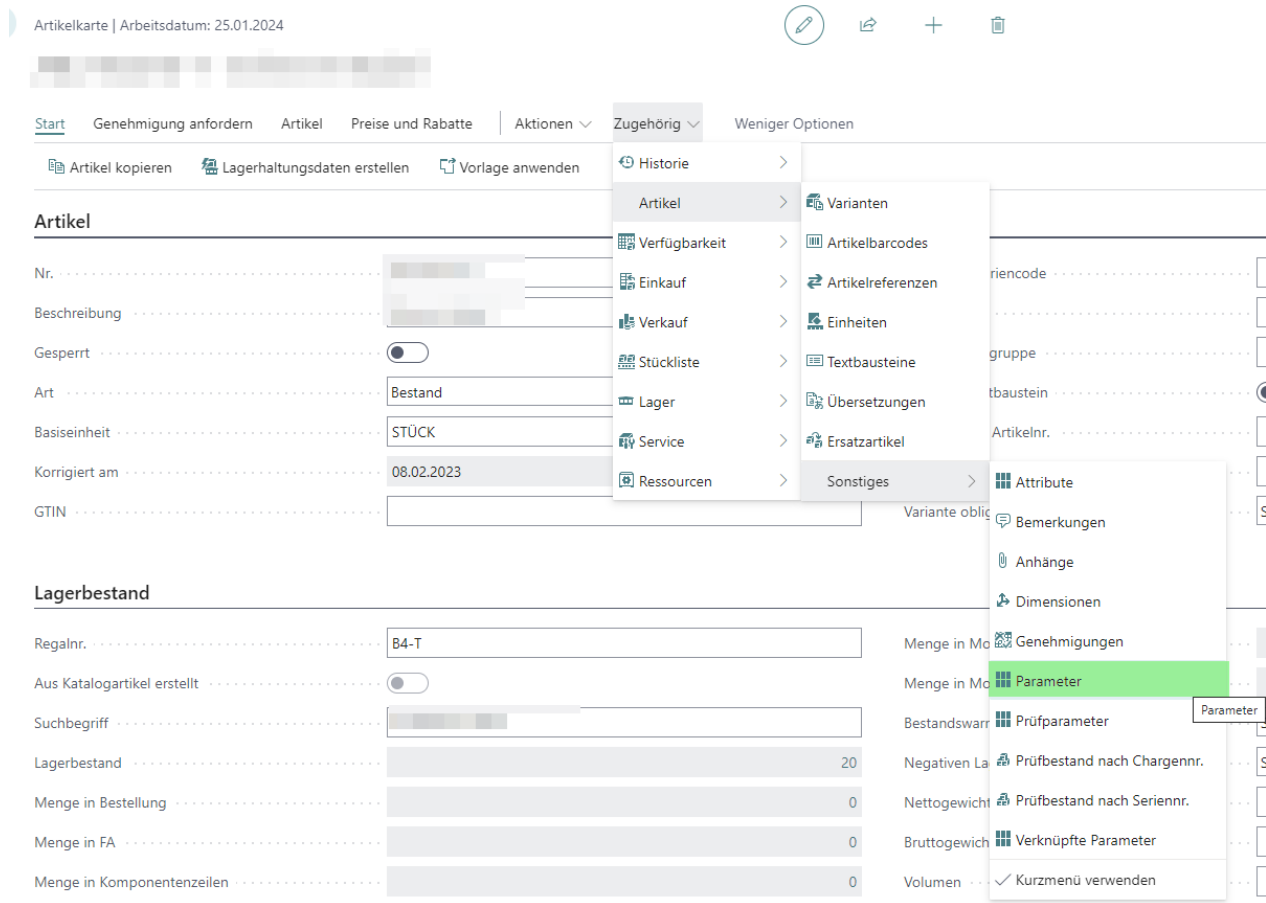 Artikelkarte | Arbeitsdatum: 25.01.2024
Start Genehmigung anfordern Artikel Preise und Rabatte Aktionen Zugehörig Weniger Optionen
Artikel kopieren Lagerhaltungsdaten erstellen Vorlage anwenden
Historie
Artikel
Verfügbarkeit
Einkauf
Verkauf
Stückliste
Lager
Service
Ressourcen
Varianten
Artikelbarcodes
Artikelreferenzen
Einheiten
Textbausteine
Übersetzungen
Ersatzartikel
Sonstiges
Attribute
Bemerkungen
Anhänge
Dimensionen
Genehmigungen
Parameter
Prüfparameter
Prüfbestand nach Chargennr.
Prüfbestand nach Seriennr.
Verknüpfte Parameter
Kurzmenü verwenden
Parameter
Artikel
Nr.
Beschreibung
Gesperrt
Art Bestand
Basiseinheit STÜCK
Korrigiert am 08.02.2023
GTIN
riencode
gruppe
tbaustein
Artikelnr.
Variante oblig
Lagerbestand
Regalnr. B4-T
Aus Katalogartikel erstellt
Suchbegriff
Lagerbestand 20
Menge in Bestellung 0
Menge in FA 0
Menge in Komponentenzeilen 0
Menge in Mo
Menge in Mo
Bestandswarn
Negativen La
Nettogewicht
Bruttogewich
Volumen